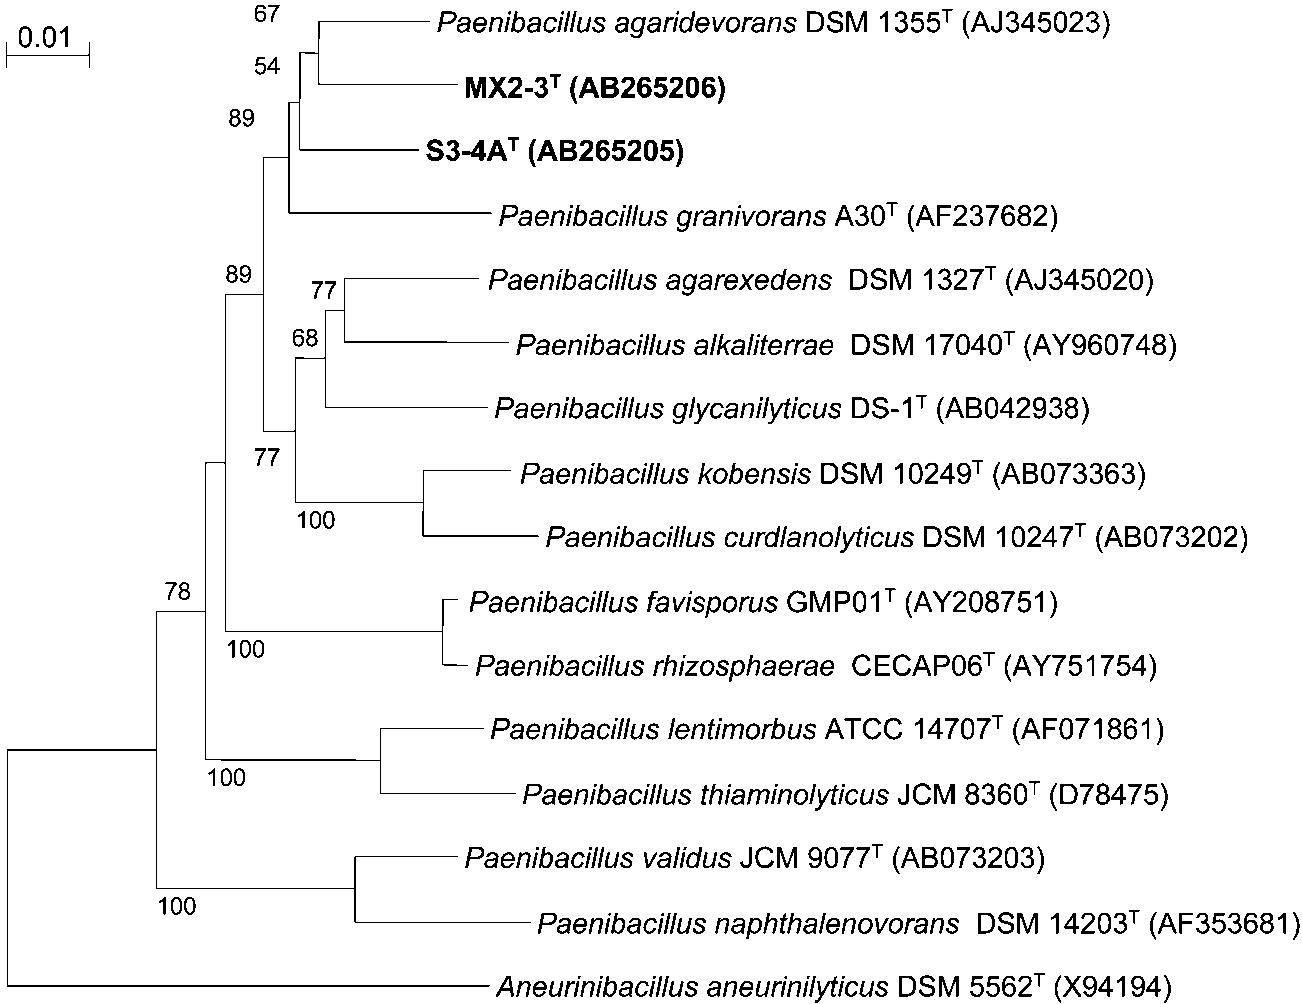 67
Paenibacillus agaridevorans DSM 1355ᵀ (AJ345023)
0.01
54
MX2-3ᵀ (AB265206)
89
S3-4Aᵀ (AB265205)
Paenibacillus granivorans A30ᵀ (AF237682)
89
77
Paenibacillus agarexedens DSM 1327ᵀ (AJ345020)
68
Paenibacillus alkaliterrae DSM 17040ᵀ (AY960748)
Paenibacillus glycanilyticus DS-1ᵀ (AB042938)
77
Paenibacillus kobensis DSM 10249ᵀ (AB073363)
100
Paenibacillus curdlanolyticus DSM 10247ᵀ (AB073202)
78
Paenibacillus favisporus GMP01ᵀ (AY208751)
100
Paenibacillus rhizosphaerae CECAP06ᵀ (AY751754)
Paenibacillus lentimorbus ATCC 14707ᵀ (AF071861)
100
Paenibacillus thiaminolyticus JCM 8360ᵀ (D78475)
Paenibacillus validus JCM 9077ᵀ (AB073203)
100
Paenibacillus naphthalenovorans DSM 14203ᵀ (AF353681)
Aneurinibacillus aneurinilyticus DSM 5562ᵀ (X94194)